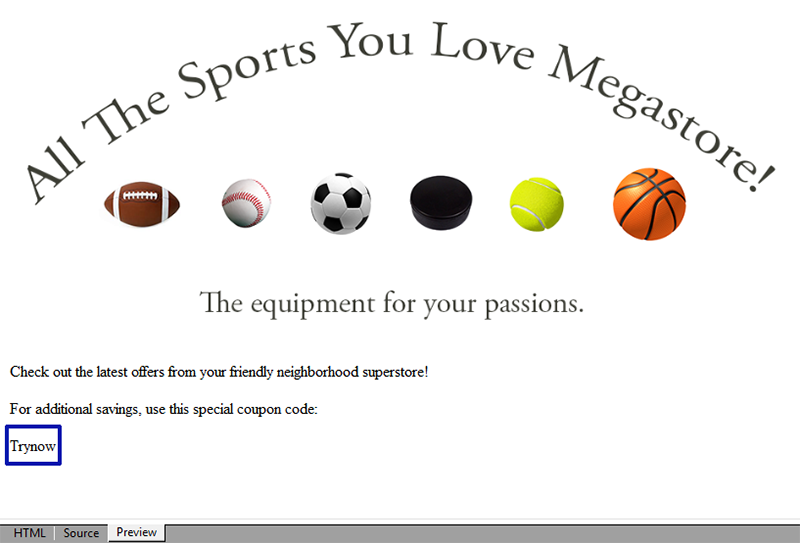 All The Sports You Love Megastore!
The equipment for your passions.
Check out the latest offers from your friendly neighborhood superstore!
For additional savings, use this special coupon code:
Trynow
HTML Source Preview